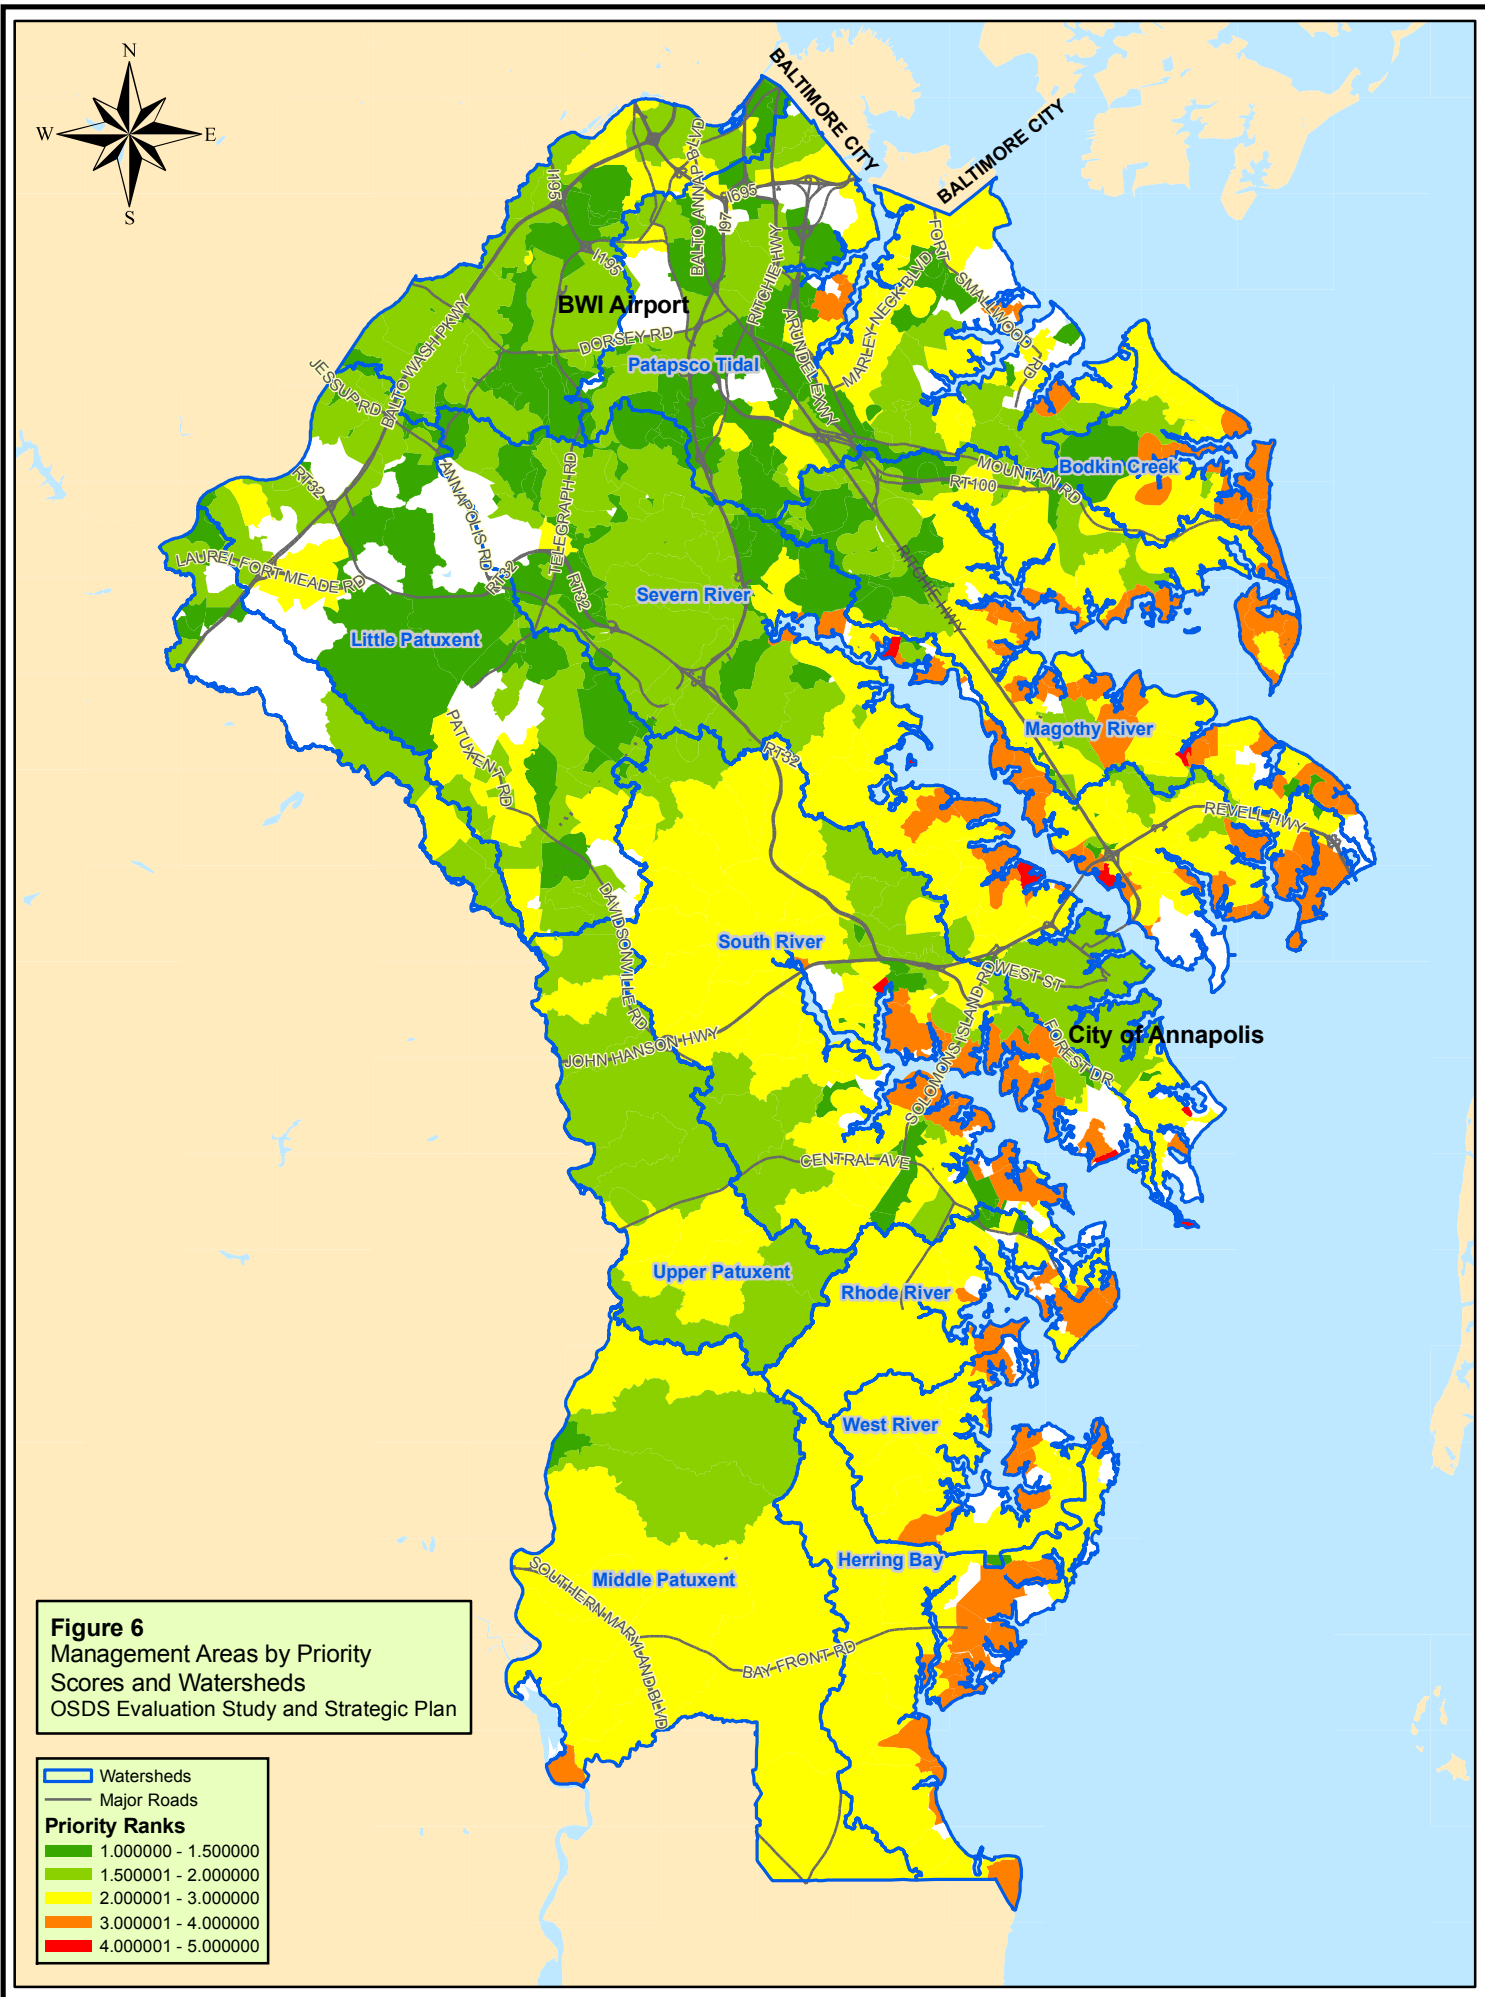 N
W
E
S
BALTIMORE CITY
BALTIMORE CITY
I195
BALTO ANNAP BLVD
I695
I97
RITCHIE HWY
I195
BWI Airport
DORSEY RD
Patapsco Tidal
ARUNDEL EXWY
MARLEY NECK BLVD
FORT SMALLWOOD RD
BALTO WASH PKWY
JESSUP RD
RT32
ANNAPOLIS RD
TELEGRAPH RD
MOUNTAIN RD
RT100
Bodkin Creek
LAUREL FORT MEADE RD
RT32
RT32
Severn River
RITCHIE HWY
Little Patuxent
PATUXENT RD
RT32
Magothy River
REVELL HWY
DAVIDSONVILLE RD
South River
WEST ST
SOLOMONS ISLAND RD
City of Annapolis
FOREST DR
JOHN HANSON HWY
CENTRAL AVE
Upper Patuxent
Rhode River
West River
Herring Bay
Middle Patuxent
SOUTHERN MARYLAND BLVD
BAY FRONT RD
Figure 6
Management Areas by Priority
Scores and Watersheds
OSDS Evaluation Study and Strategic Plan
Watersheds
Major Roads
Priority Ranks
1.000000 - 1.500000
1.500001 - 2.000000
2.000001 - 3.000000
3.000001 - 4.000000
4.000001 - 5.000000